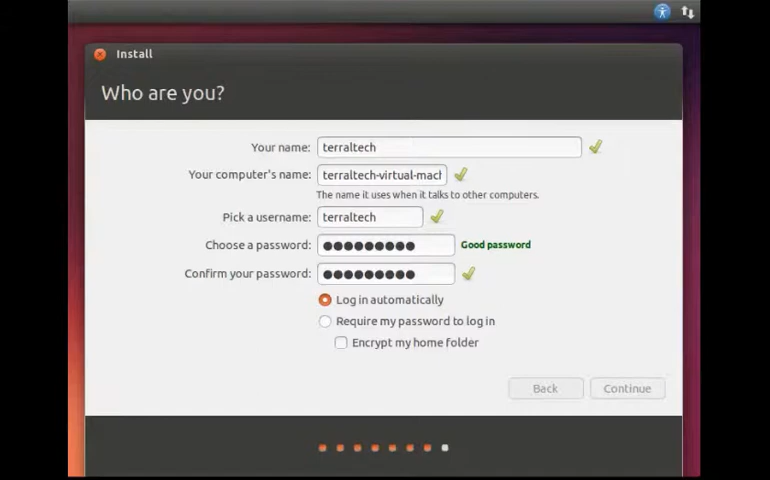 Install
Who are you?
Your name: terraltech
Your computer's name: terraltech-virtual-mach
The name it uses when it talks to other computers.
Pick a username: terraltech
Choose a password: ●●●●●●●●● Good password
Confirm your password: ●●●●●●●●●
Log in automatically
Require my password to log in
Encrypt my home folder
Back Continue